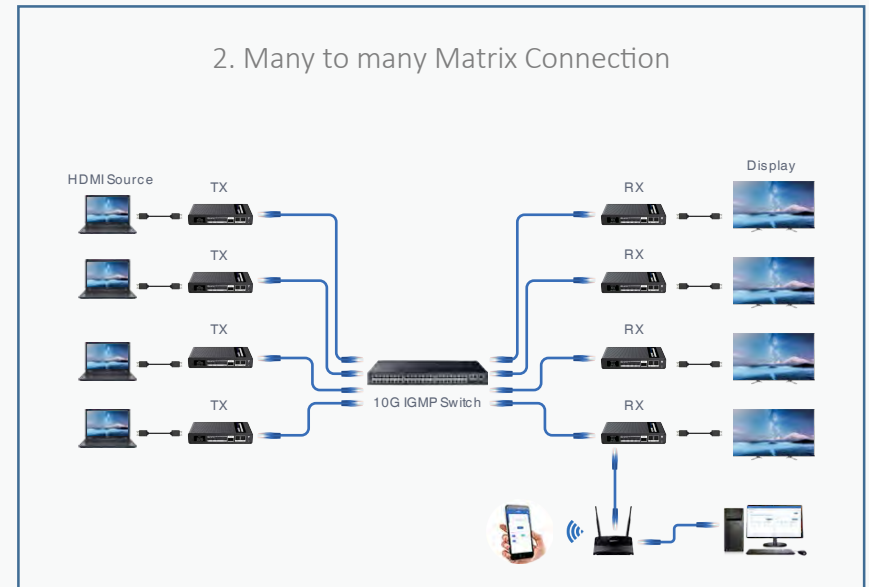 2. Many to many Matrix Connection
HDMI Source
TX
RX
Display
TX
RX
TX
RX
10G IGMP Switch
TX
RX